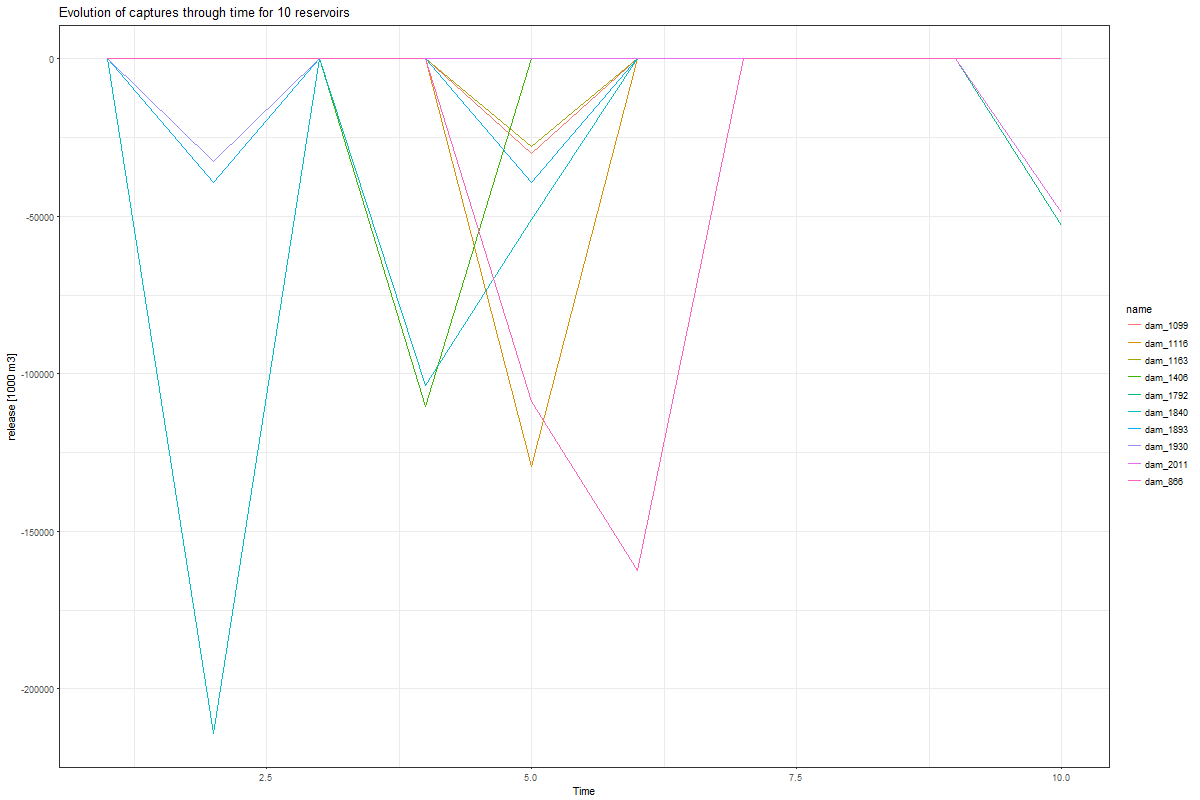 Evolution of captures through time for 10 reservoirs
0
-50000
-100000
-150000
-200000
release [1000 m3]
2.5
5.0
7.5
10.0
Time
name
dam_1099
dam_1116
dam_1163
dam_1406
dam_1792
dam_1840
dam_1893
dam_1930
dam_2011
dam_866